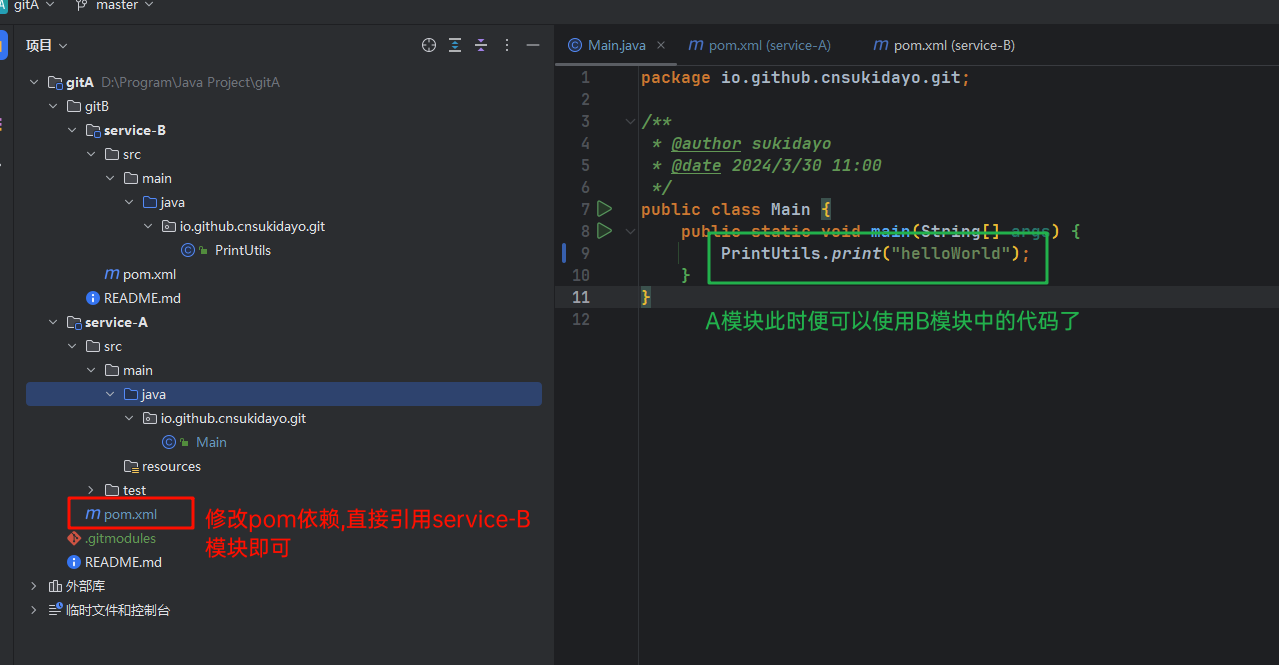 gitA master
项目
gitA D:\Program\Java Project\gitA
gitB
service-B
src
main
java
io.github.cnsukidayo.git
PrintUtils
pom.xml
README.md
service-A
src
main
java
io.github.cnsukidayo.git
Main
resources
test
pom.xml
.gitmodules
README.md
外部库
临时文件和控制台
修改pom依赖,直接引用service-B
模块即可
Main.java pom.xml (service-A) pom.xml (service-B)
1 package io.github.cnsukidayo.git;
2
3 /**
4 * @author sukidayo
5 * @date 2024/3/30 11:00
6 */
7 public class Main {
8 public static void main(String[] args) {
9 PrintUtils.print("helloWorld");
10 }
11 }
12
A模块此时便可以使用B模块中的代码了